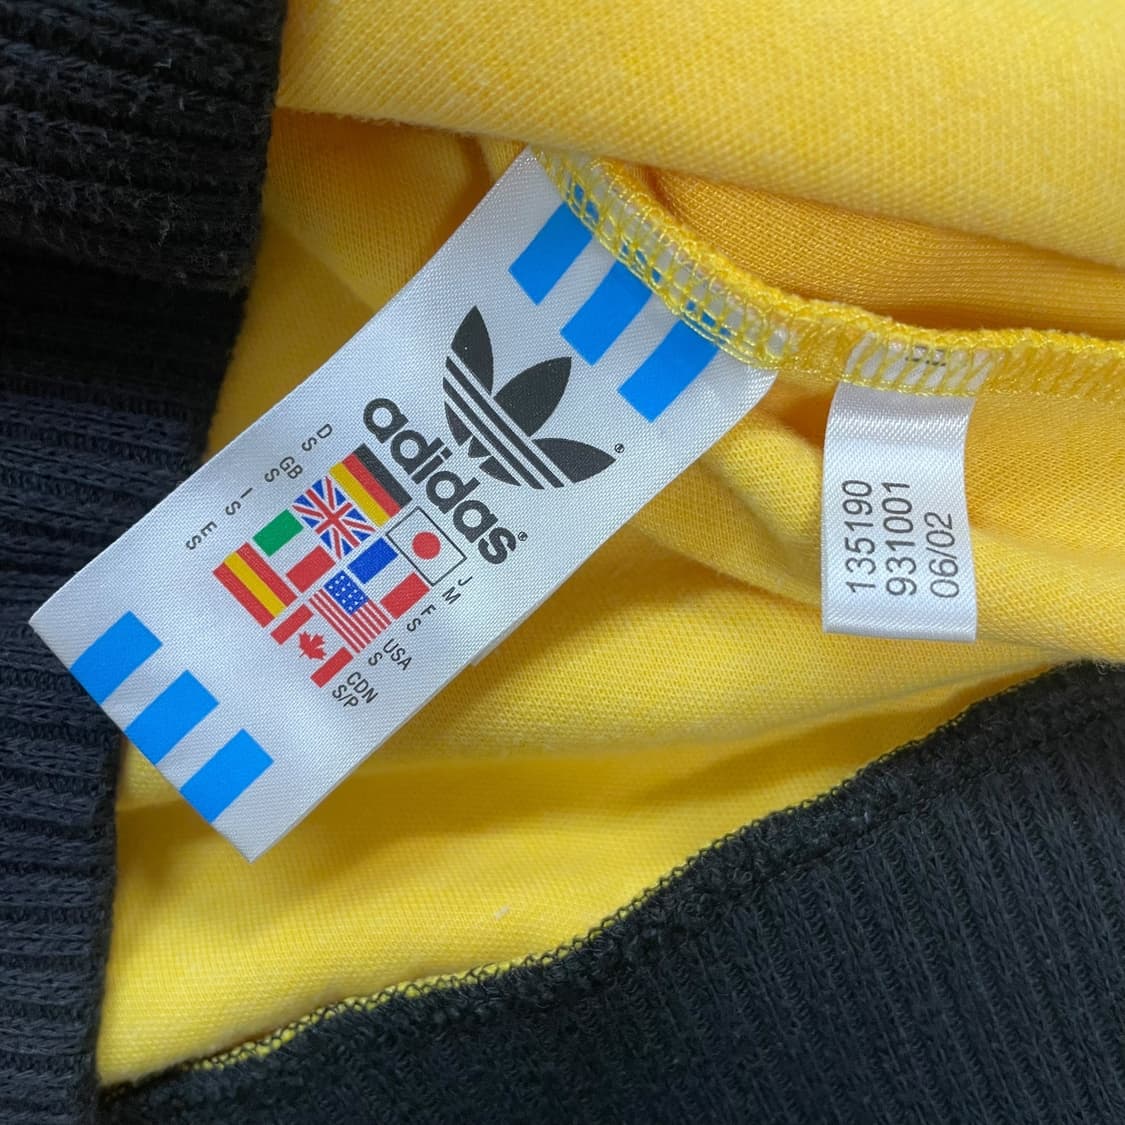 adidas®
®
D S
GB S
I S
E S
J M
F S
USA S
CDN S/P
135190
931001
06/02